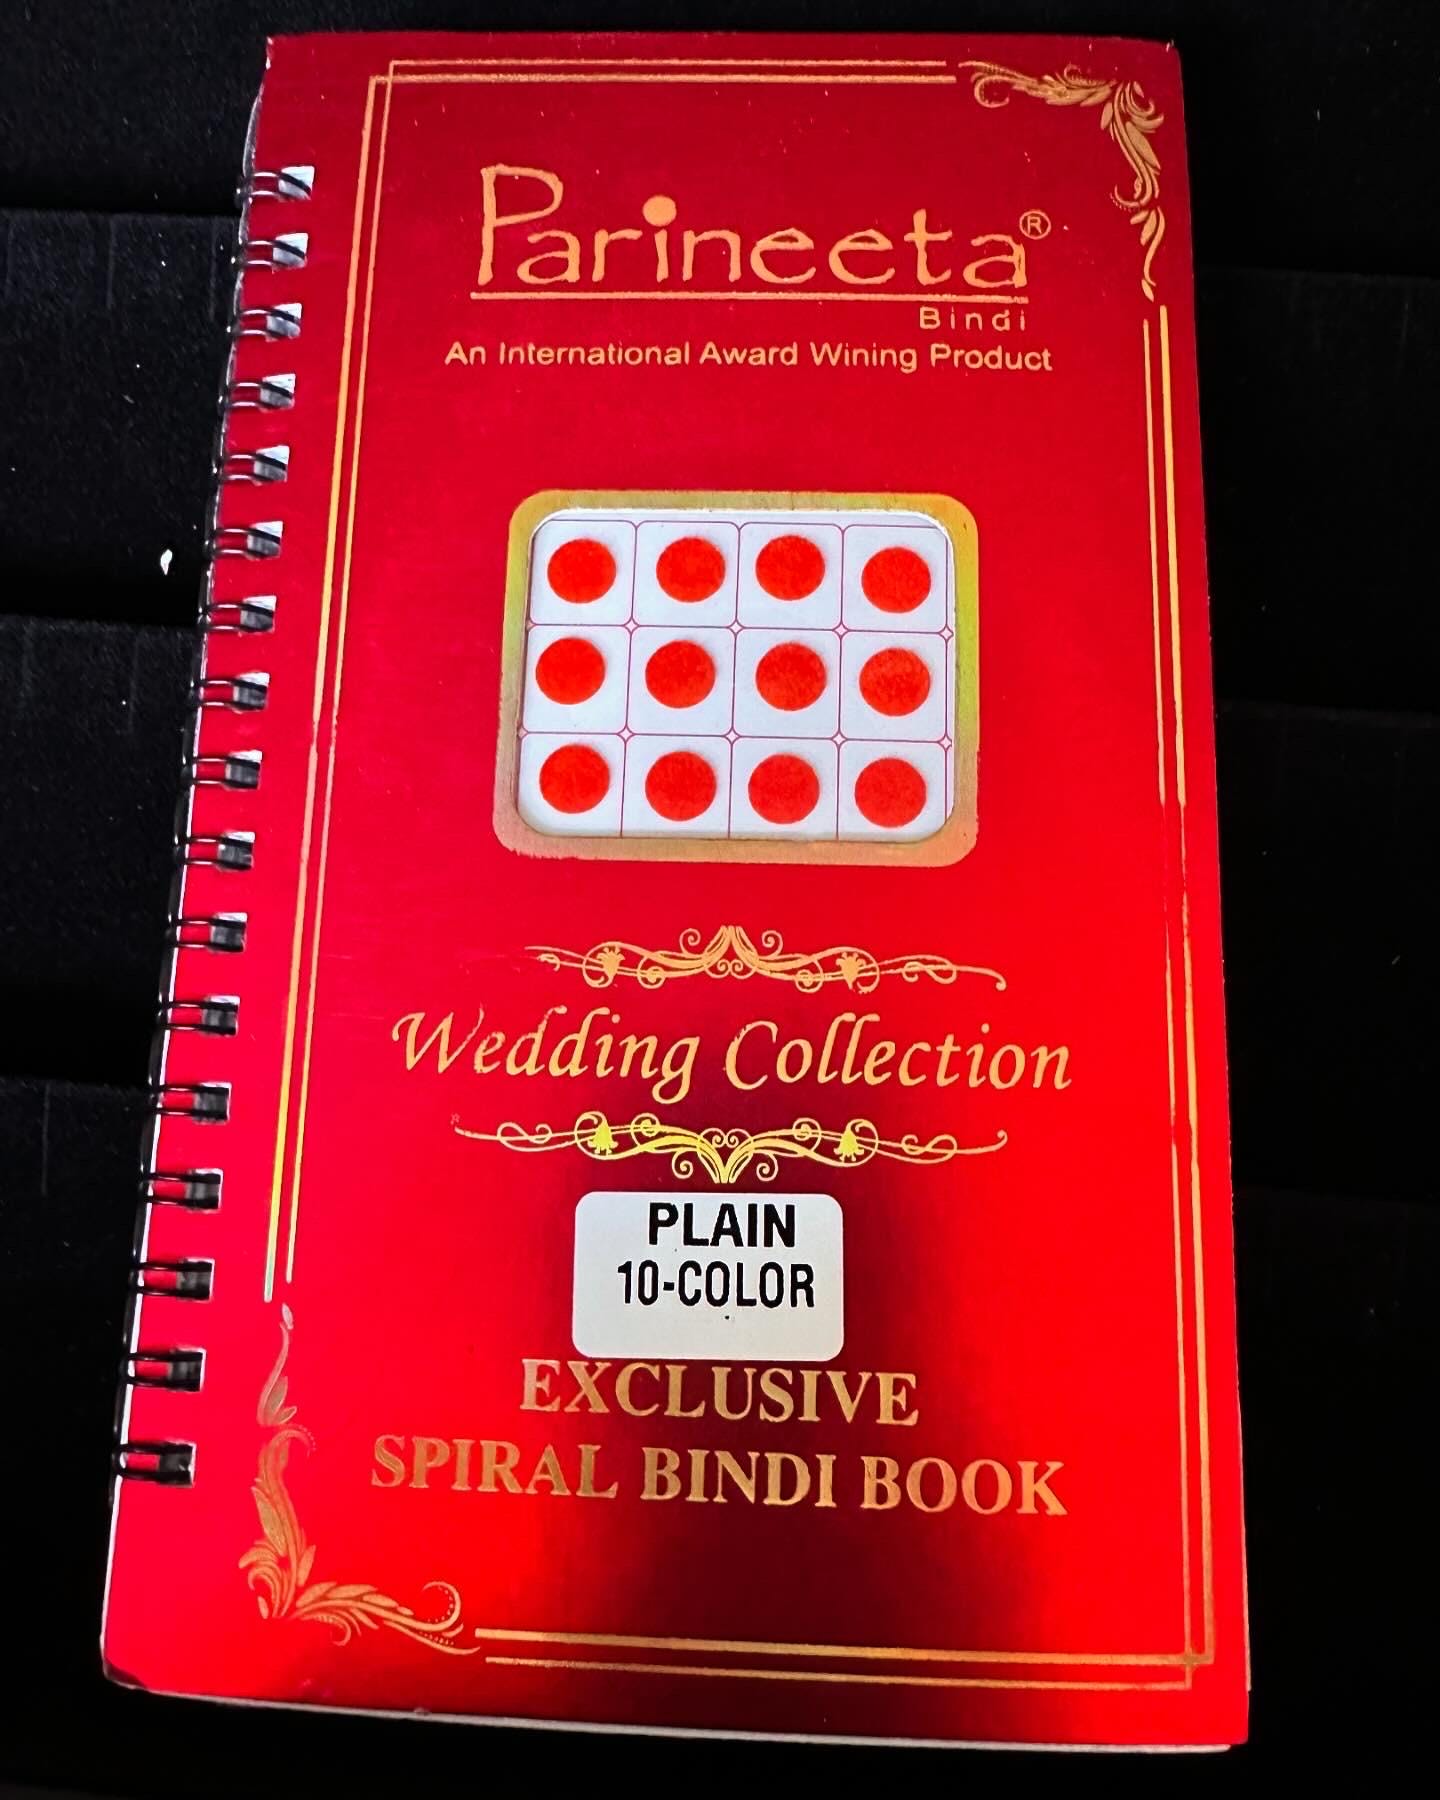 Parineeta®
Bindi
An International Award Wining Product
Wedding Collection
PLAIN
10-COLOR
EXCLUSIVE
SPIRAL BINDI BOOK